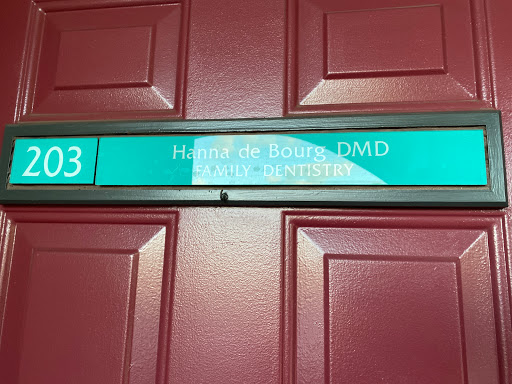 203
Hanna de Bourg DMD
FAMILY DENTISTRY